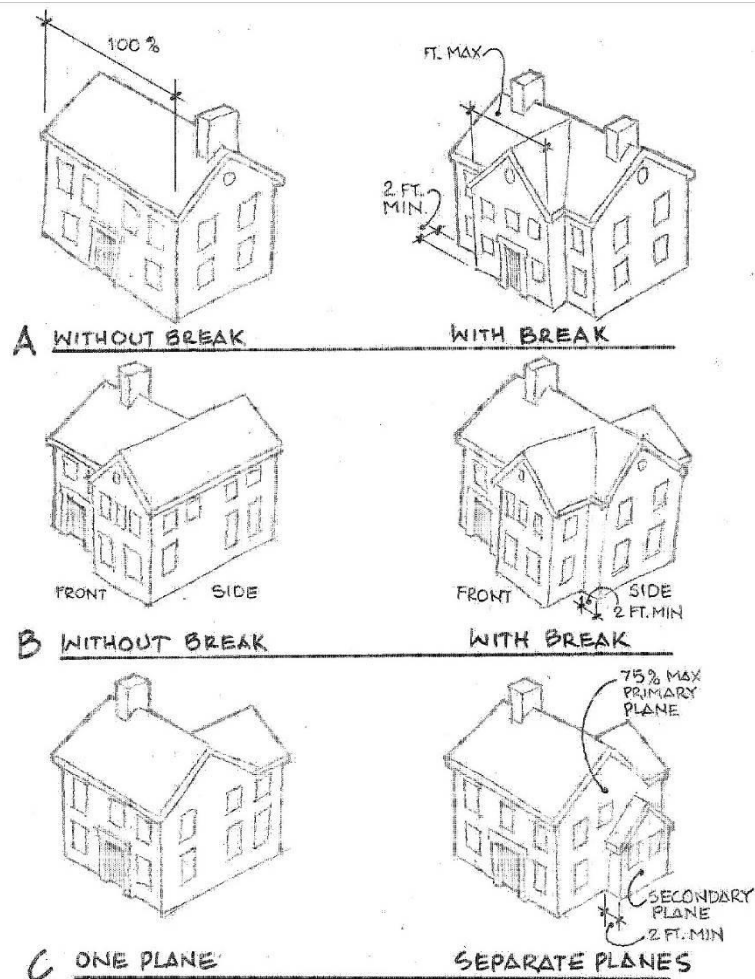 100%
FT. MAX
2 FT.
MIN.
A WITHOUT BREAK
WITH BREAK
FRONT
SIDE
FRONT
SIDE
2 FT. MIN
B WITHOUT BREAK
WITH BREAK
75% MAX
PRIMARY
PLANE
SECONDARY
PLANE
2 FT. MIN
C ONE PLANE
SEPARATE PLANES